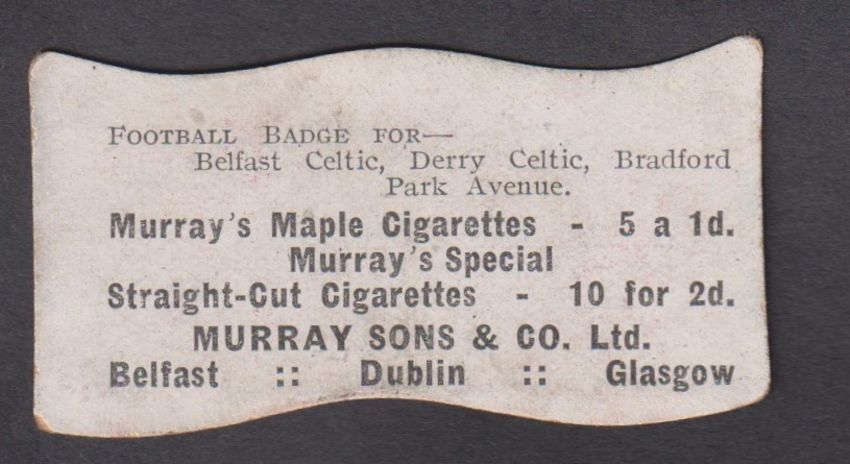 FOOTBALL BADGE FOR—
Belfast Celtic, Derry Celtic, Bradford
Park Avenue.
Murray's Maple Cigarettes - 5 a 1d.
Murray's Special
Straight-Cut Cigarettes - 10 for 2d.
MURRAY SONS & CO. Ltd.
Belfast :: Dublin :: Glasgow